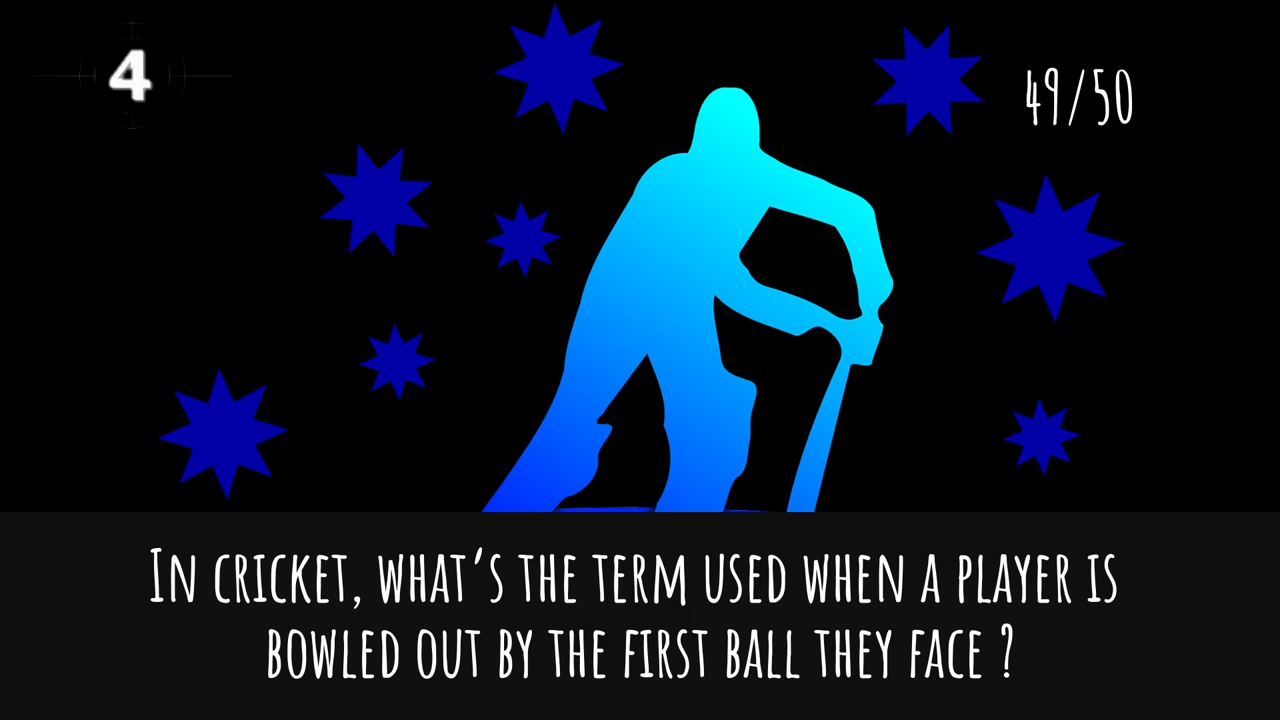 4
49/50
In cricket, what's the term used when a player is
bowled out by the first ball they face ?